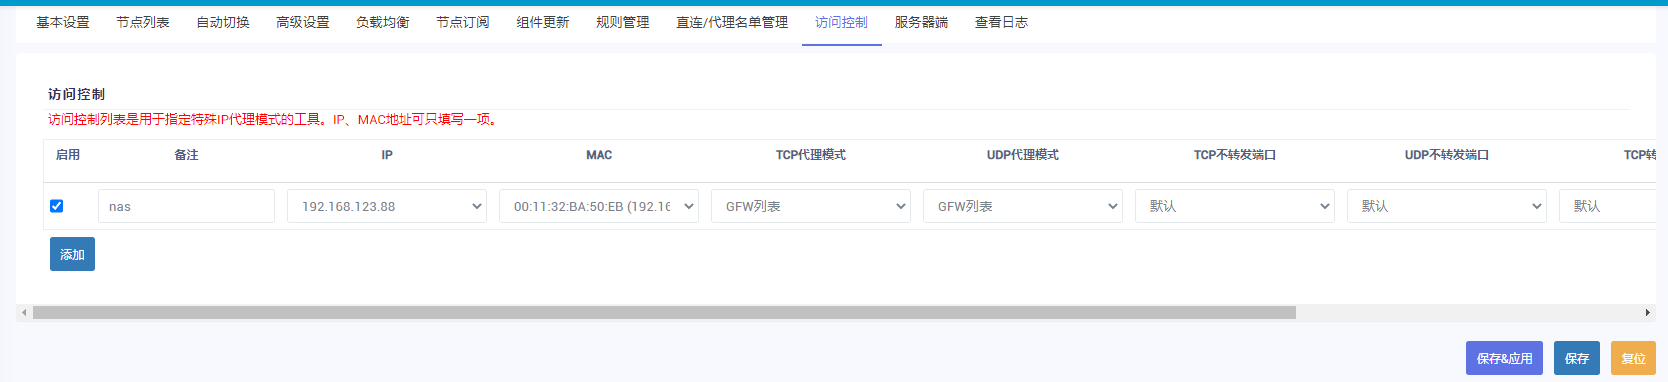 基本设置 节点列表 自动切换 高级设置 负载均衡 节点订阅 组件更新 规则管理 直连/代理名单管理 访问控制 服务器端 查看日志
访问控制
访问控制列表是用于指定特殊IP代理模式的工具。IP、MAC地址可只填写一项。
启用 备注 IP MAC TCP代理模式 UDP代理模式 TCP不转发端口 UDP不转发端口 TCP转
nas 192.168.123.88 00:11:32:BA:50:EB (192.16 GFW列表 GFW列表 默认 默认 默认
添加
保存&应用 保存 复位